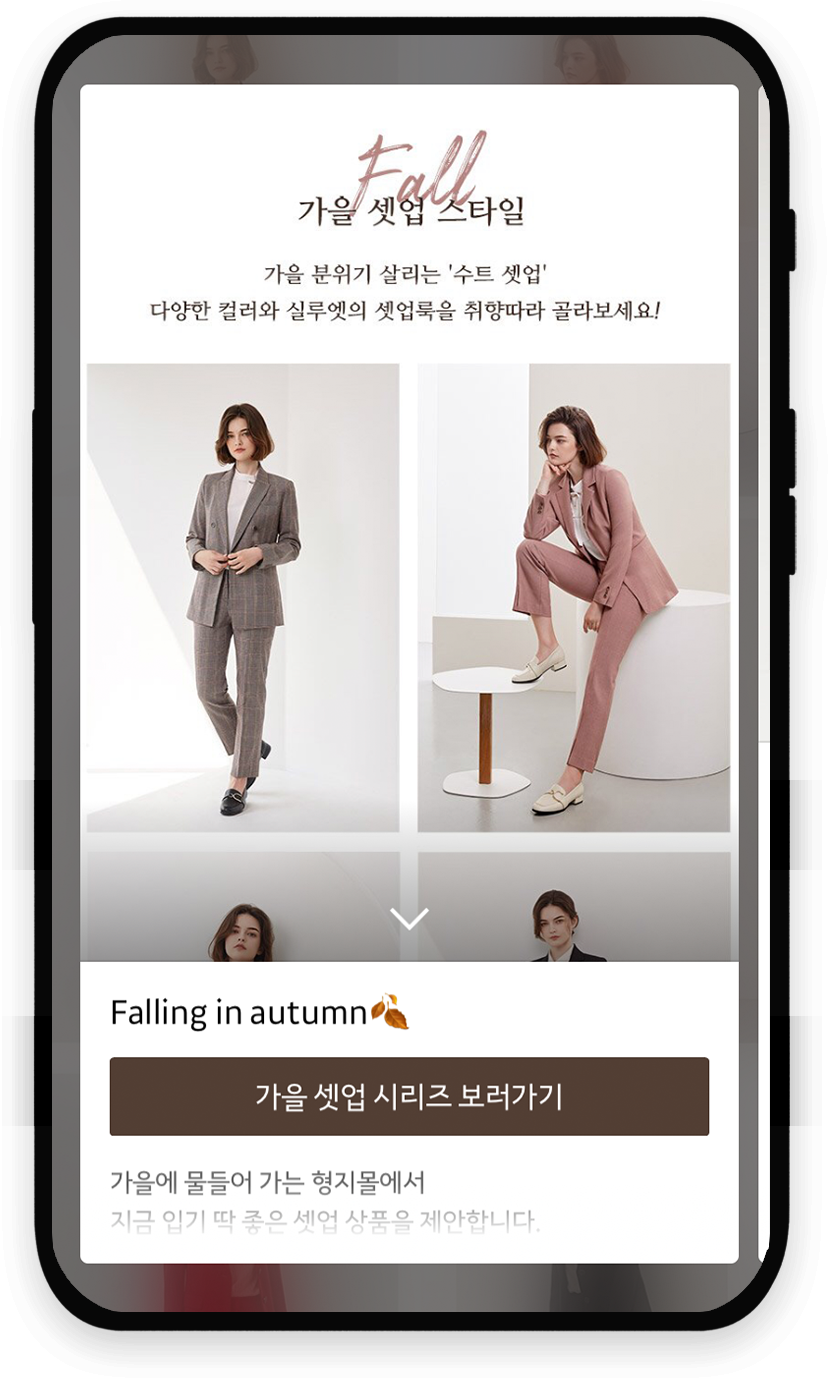 Fall
가을 셋업 스타일
가을 분위기 살리는 '수트 셋업'
다양한 컬러와 실루엣의 셋업룩을 취향따라 골라보세요!
Falling in autumn🍂
가을 셋업 시리즈 보러가기
가을에 물들어 가는 형지몰에서
지금 입기 딱 좋은 셋업 상품을 제안합니다.